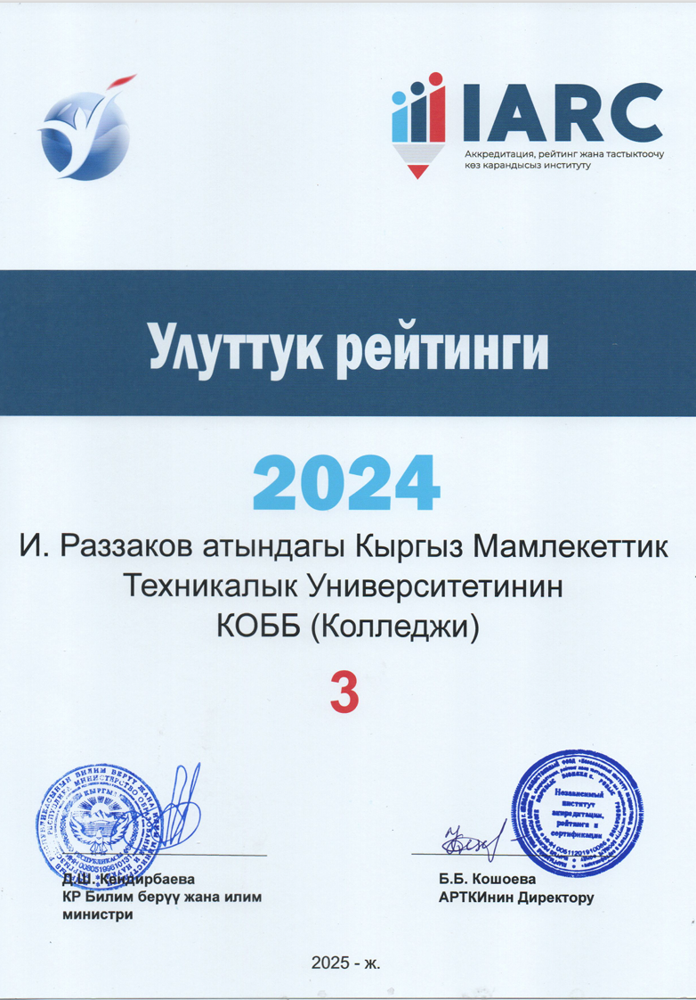 IARC
Аккредитация, рейтинг жана тастыктоочу
көз карандысыз институту
Улуттук рейтинги
2024
И. Раззаков атындагы Кыргыз Мамлекеттик
Техникалык Университетинин
КОББ (Колледжи)
3
Независимый
институт
аккредитации,
рейтинга и
сертификации
Д.Ш. Кендирбаева
КР Билим берүү жана илим
министри
Б.Б. Кошоева
АРТКИнин Директору
2025 - ж.